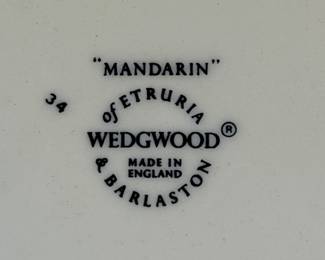 "MANDARIN"
34
of ETRURIA
WEDGWOOD®
MADE IN
ENGLAND
& BARLASTON